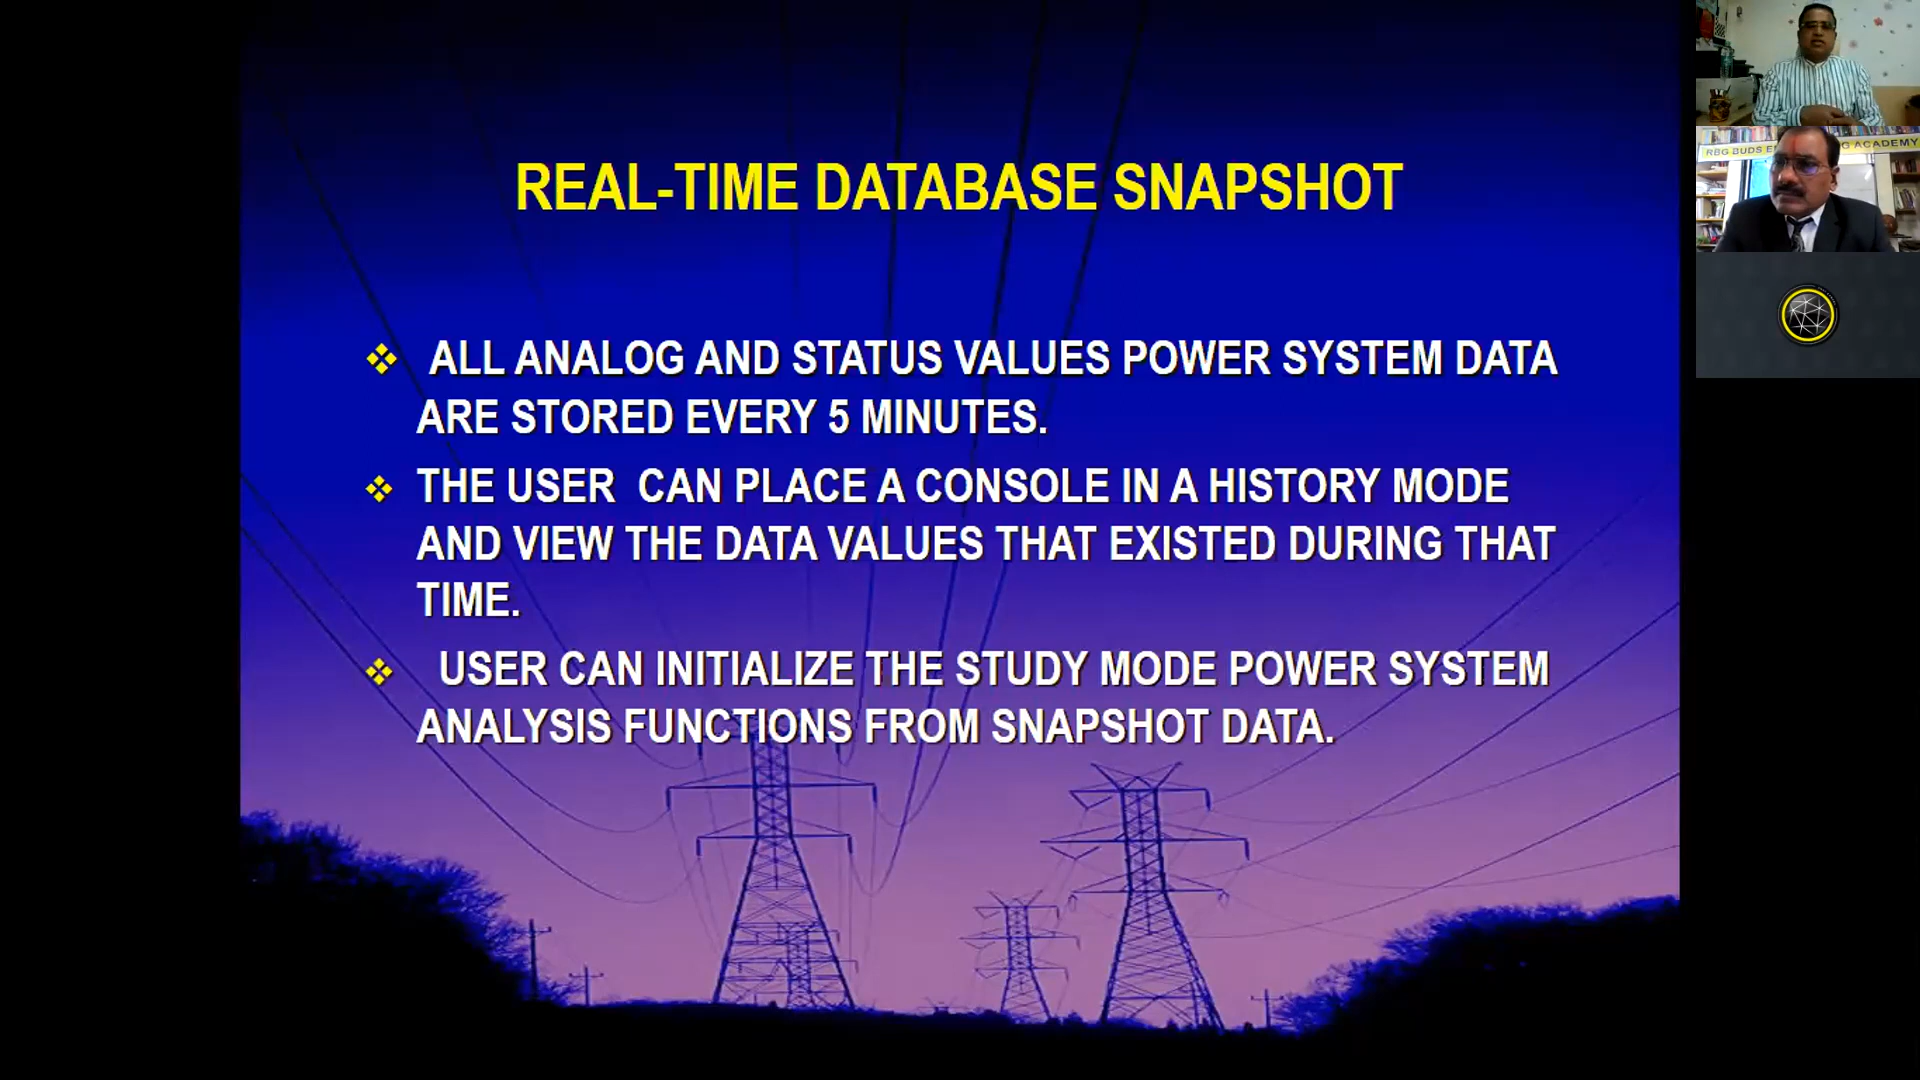 REAL-TIME DATABASE SNAPSHOT
ALL ANALOG AND STATUS VALUES POWER SYSTEM DATA
ARE STORED EVERY 5 MINUTES.
THE USER CAN PLACE A CONSOLE IN A HISTORY MODE
AND VIEW THE DATA VALUES THAT EXISTED DURING THAT
TIME.
USER CAN INITIALIZE THE STUDY MODE POWER SYSTEM
ANALYSIS FUNCTIONS FROM SNAPSHOT DATA.
RBG BUDS ACADEMY